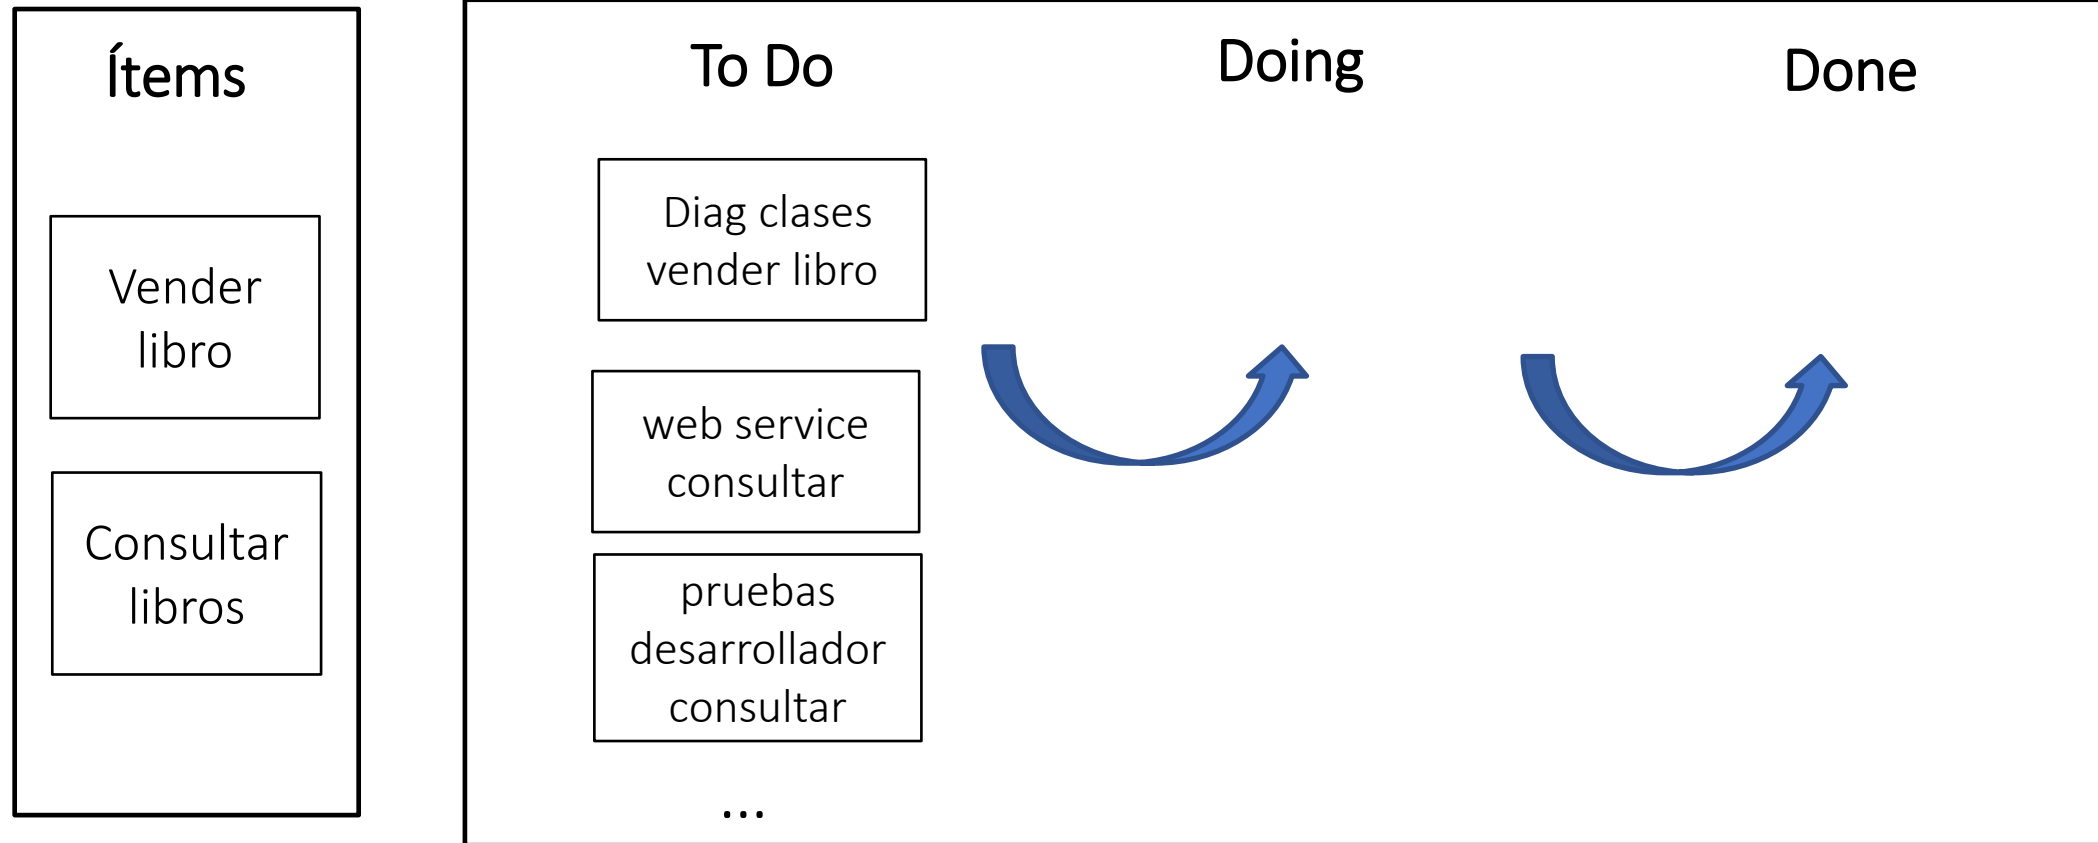 Ítems
Vender
libro
Consultar
libros
To Do
Doing
Done
Diag clases
vender libro
web service
consultar
pruebas
desarrollador
consultar
...